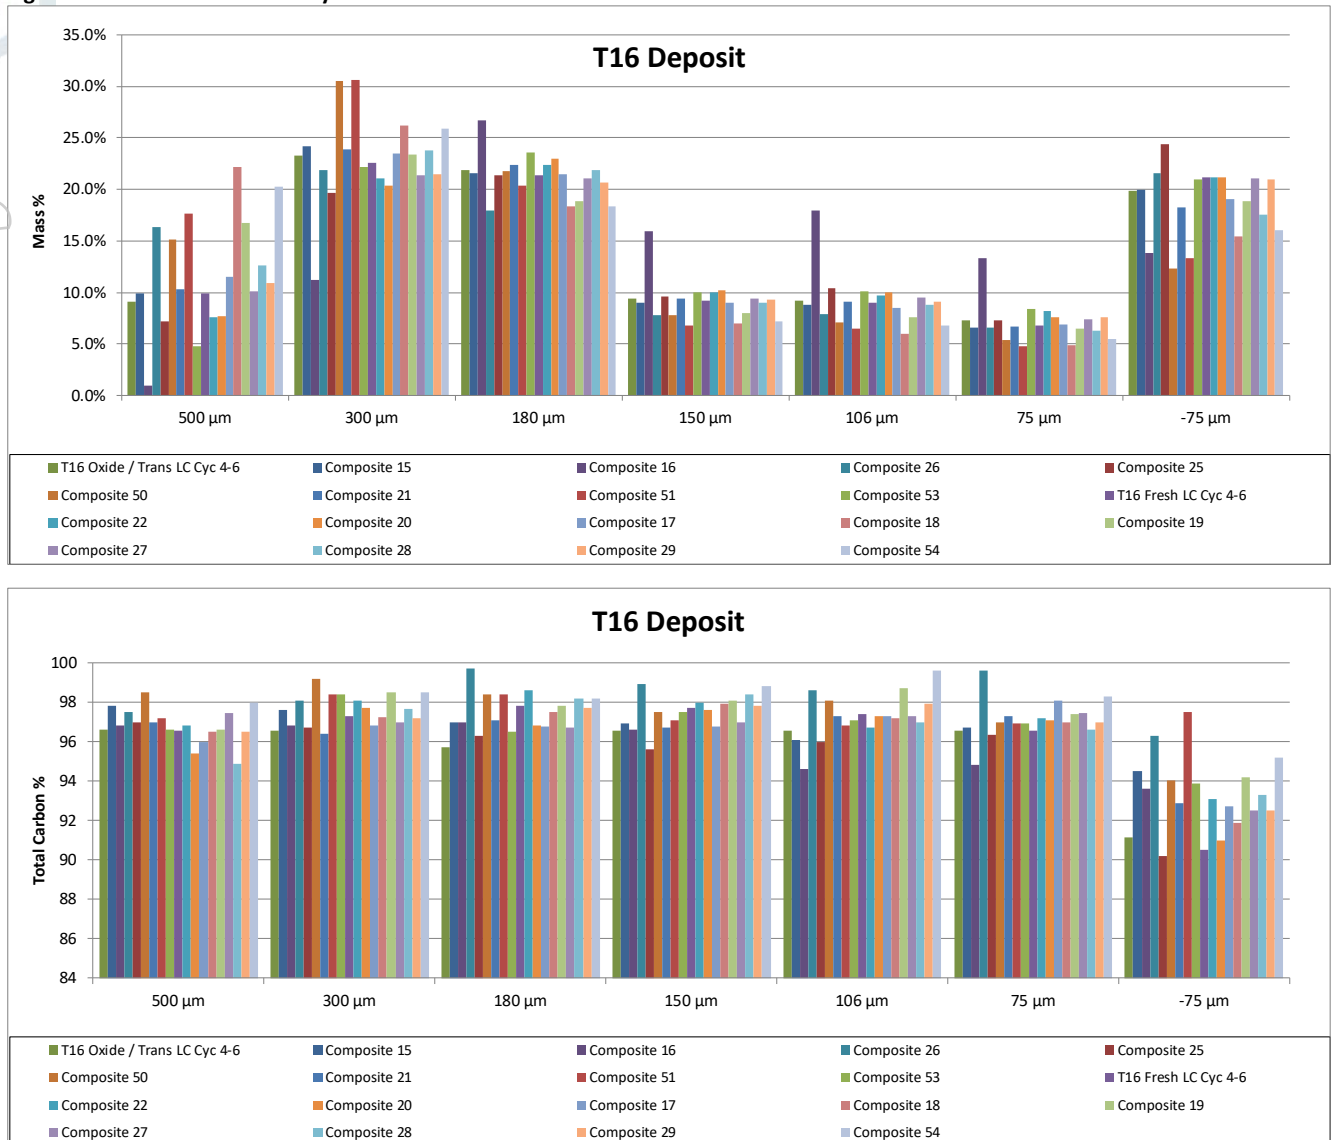 T16 Deposit
35.0%
30.0%
25.0%
20.0%
15.0%
10.0%
5.0%
0.0%
Mass %
500 µm 300 µm 180 µm 150 µm 106 µm 75 µm -75 µm
T16 Oxide / Trans LC Cyc 4-6 Composite 15 Composite 16 Composite 26 Composite 25
Composite 50 Composite 21 Composite 51 Composite 53 T16 Fresh LC Cyc 4-6
Composite 22 Composite 20 Composite 17 Composite 18 Composite 19
Composite 27 Composite 28 Composite 29 Composite 54
T16 Deposit
100
98
96
94
92
90
88
86
84
Total Carbon %
500 µm 300 µm 180 µm 150 µm 106 µm 75 µm -75 µm
T16 Oxide / Trans LC Cyc 4-6 Composite 15 Composite 16 Composite 26 Composite 25
Composite 50 Composite 21 Composite 51 Composite 53 T16 Fresh LC Cyc 4-6
Composite 22 Composite 20 Composite 17 Composite 18 Composite 19
Composite 27 Composite 28 Composite 29 Composite 54